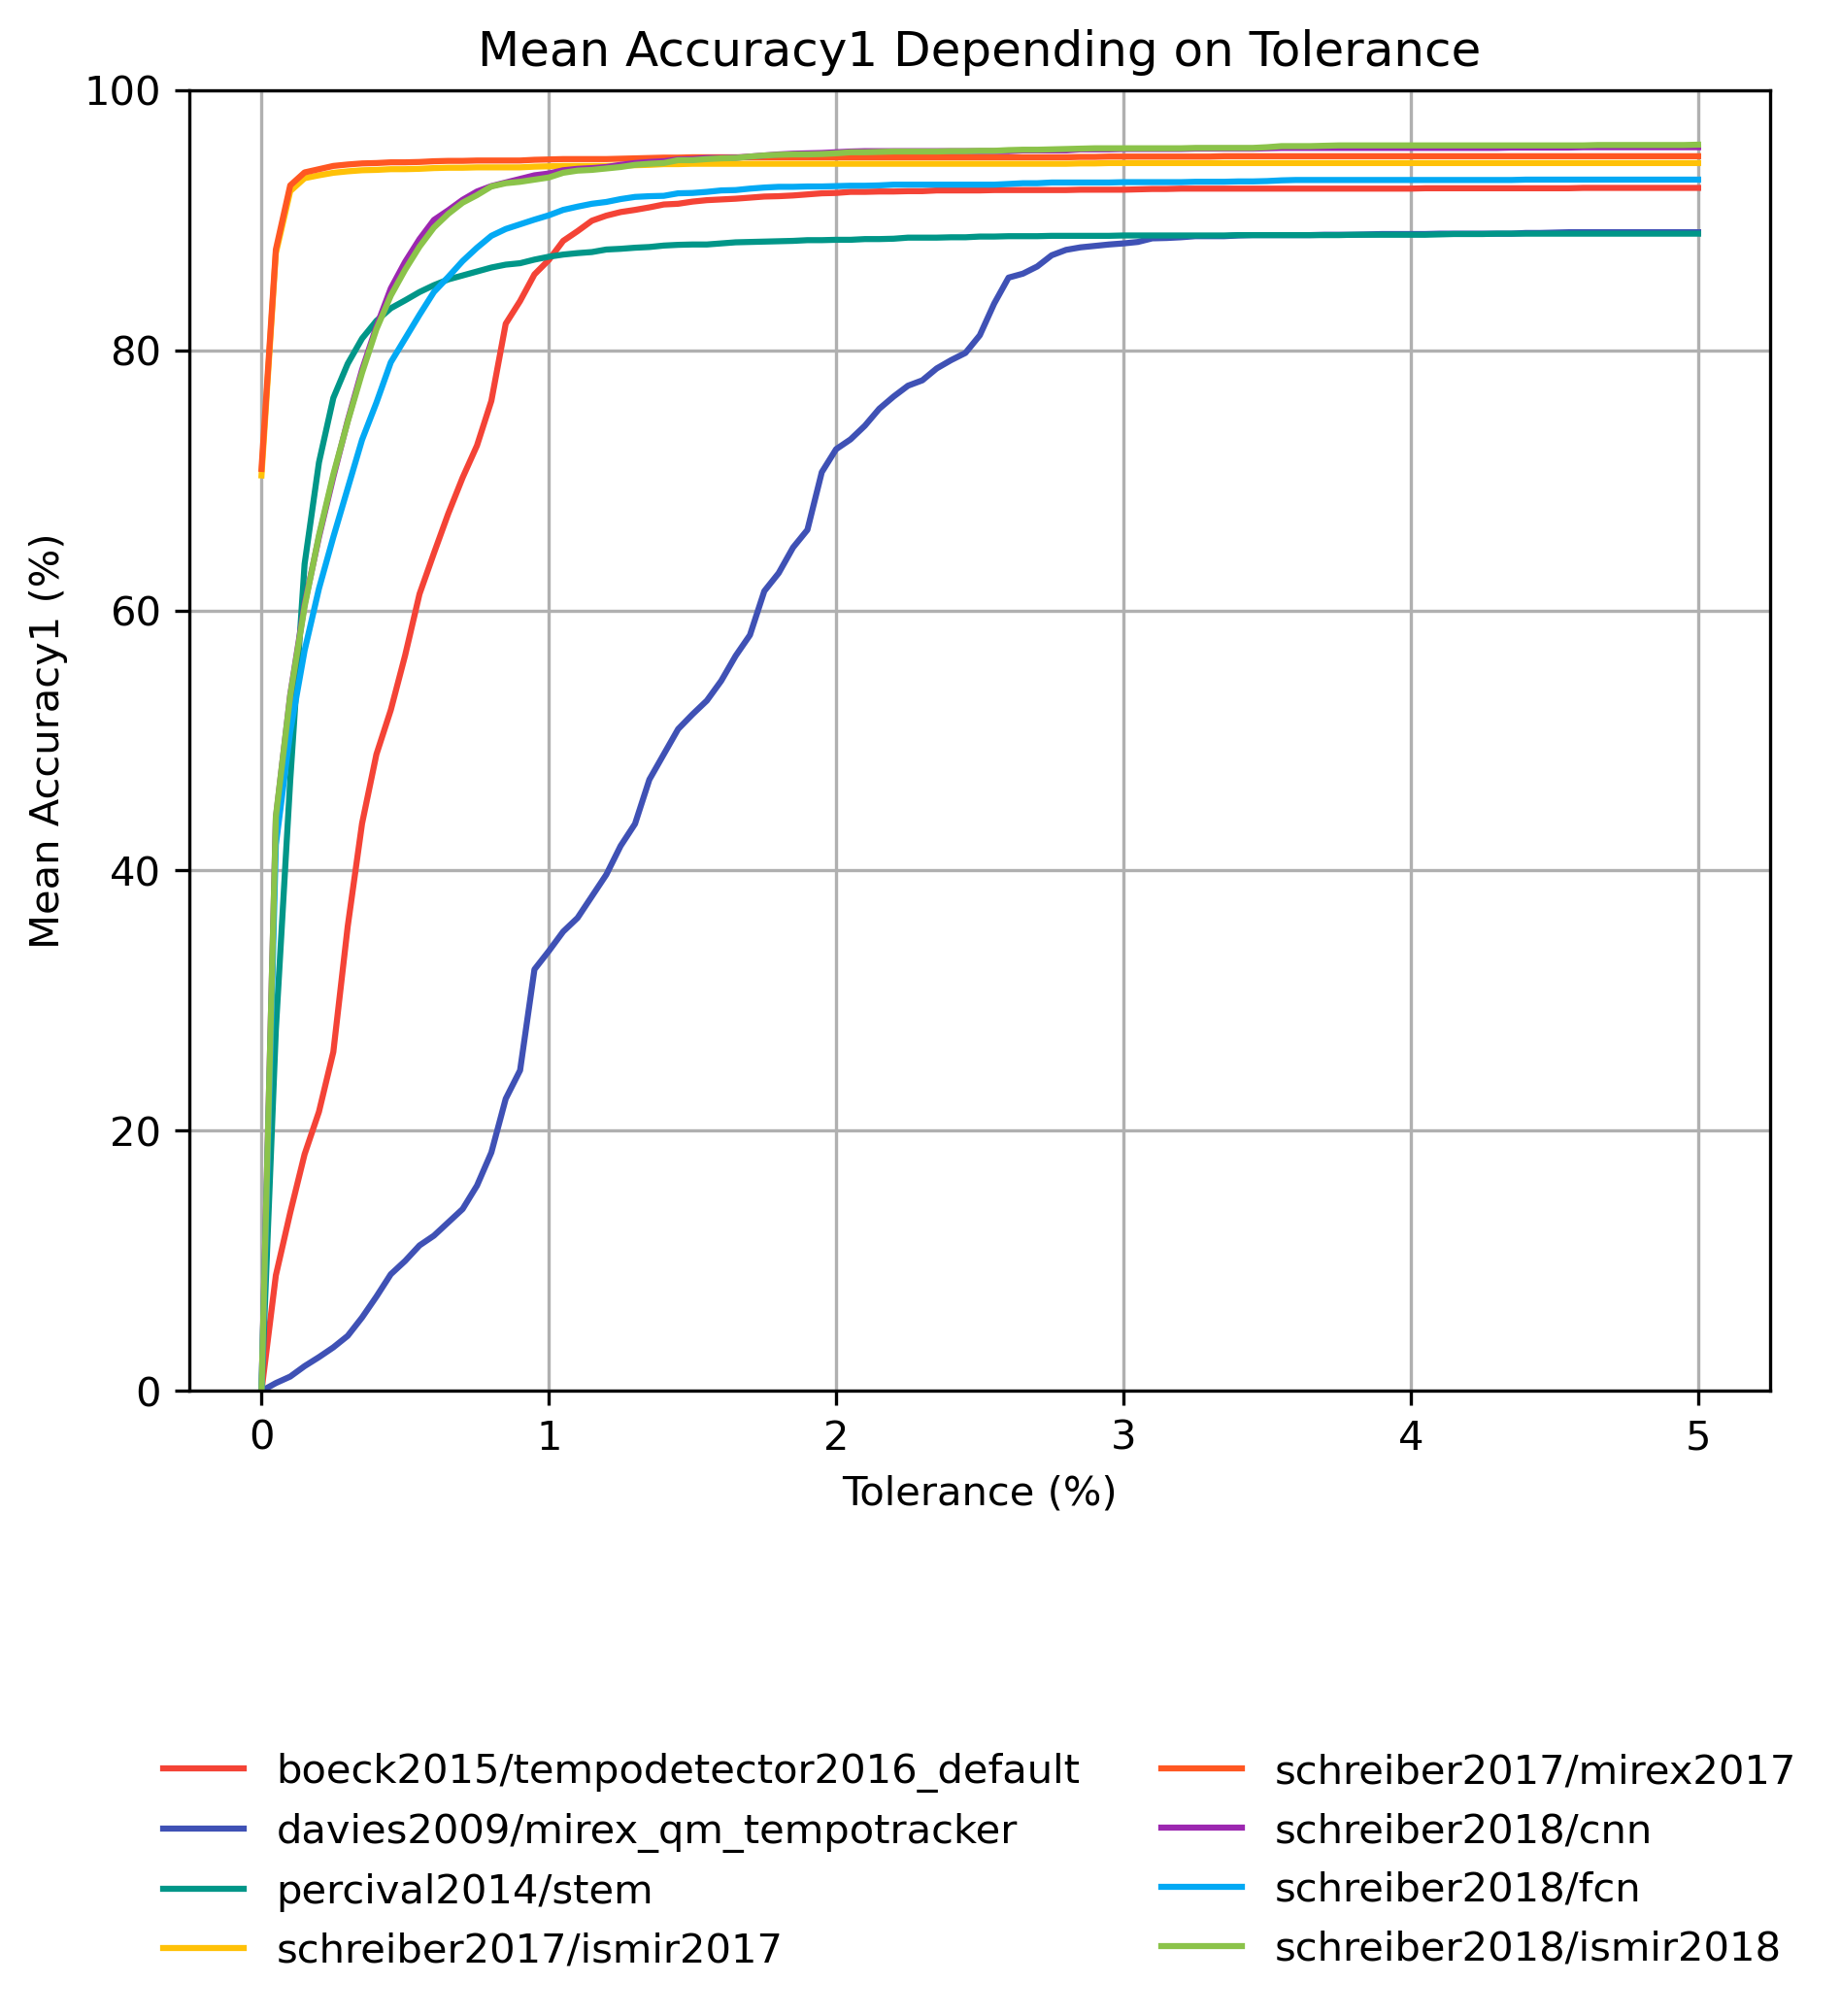 Mean Accuracy1 Depending on Tolerance
100
80
60
40
20
0
Mean Accuracy1 (%)
0 1 2 3 4 5
Tolerance (%)
boeck2015/tempodetector2016_default
davies2009/mirex_qm_tempotracker
percival2014/stem
schreiber2017/ismir2017
schreiber2017/mirex2017
schreiber2018/cnn
schreiber2018/fcn
schreiber2018/ismir2018